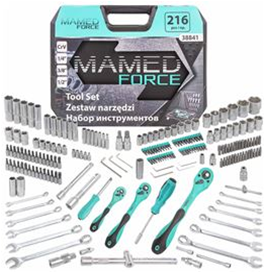 216
38841
CrV
1/4"
3/8"
1/2"
MAMED
FORCE
Tool Set
Zestaw narzędzi
Набор инструментов